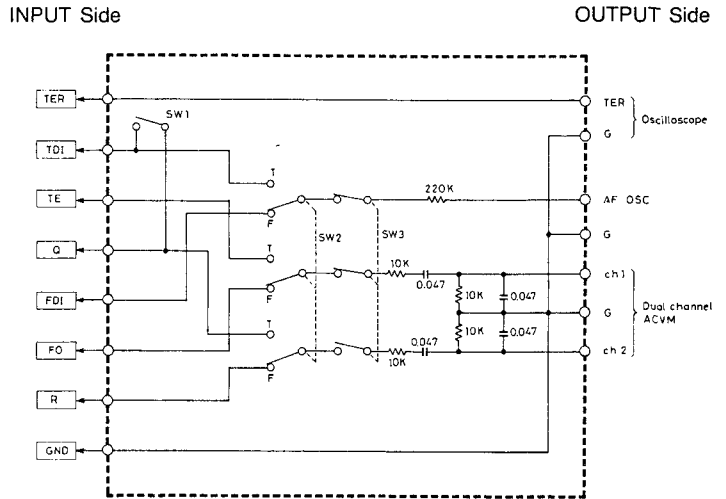 INPUT Side
OUTPUT Side
TER
TER
Oscilloscope
SW1
G
TDI
T
TE
220K
AF OSC
F
SW2
SW3
G
Q
T
10K
ch1
0.047
FDI
F
10K
0.047
G
Dual channel
ACVM
T
10K
0.047
FO
0.047
ch 2
10K
F
R
GND